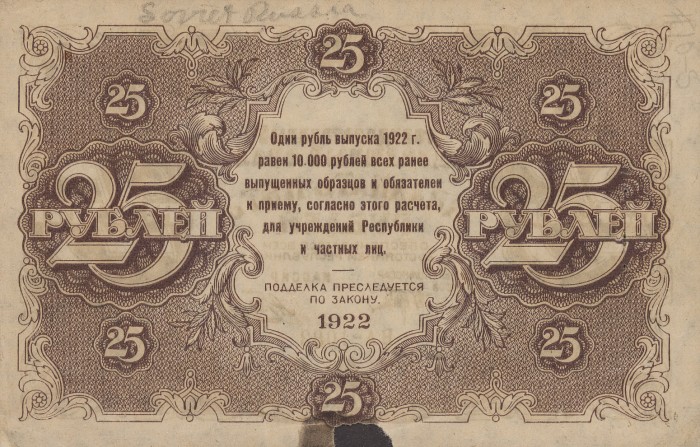 Soviet Russia
25
25
25
25 РУБЛЕЙ
25 РУБЛЕЙ
Один рубль выпуска 1922 г.
равен 10.000 рублей всех ранее
выпущенных образцов и обязателен
к приему, согласно этого расчета,
для учреждений Республики
и частных лиц.
ПОДДЕЛКА ПРЕСЛЕДУЕТСЯ
ПО ЗАКОНУ.
1922
25
25
25